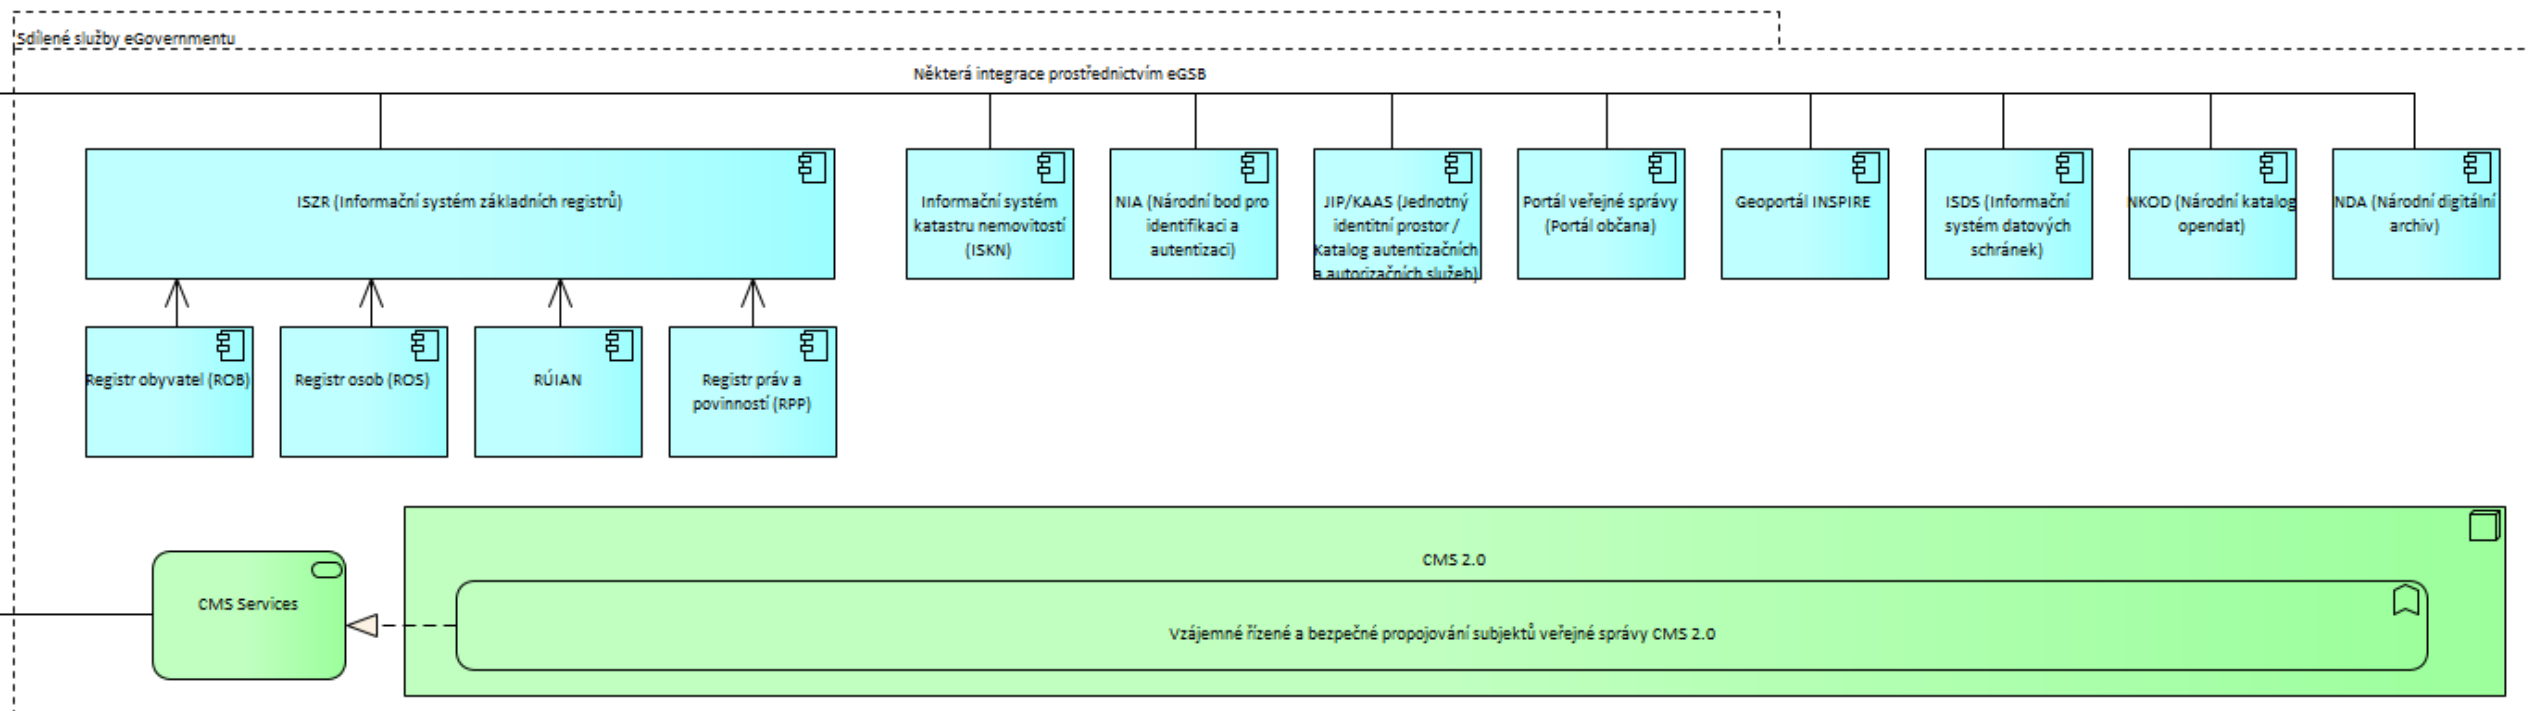 Sdílené služby eGovernmentu
Některá integrace prostřednictvím eGSB
ISZR (Informační systém základních registrů)
Informační systém
katastru nemovitostí
(ISKN)
NIA (Národní bod pro
identifikaci a
autentizaci)
JIP/KAAS (Jednotný
identitní prostor /
Katalog autentizačních
a autorizačních služeb)
Portál veřejné správy
(Portál občana)
Geoportál INSPIRE
ISDS (Informační
systém datových
schránek)
NKOD (Národní katalog
opendat)
NDA (Národní digitální
archiv)
Registr obyvatel (ROB)
Registr osob (ROS)
RÚIAN
Registr práv a
povinností (RPP)
CMS 2.0
CMS Services
Vzájemné řízené a bezpečné propojování subjektů veřejné správy CMS 2.0